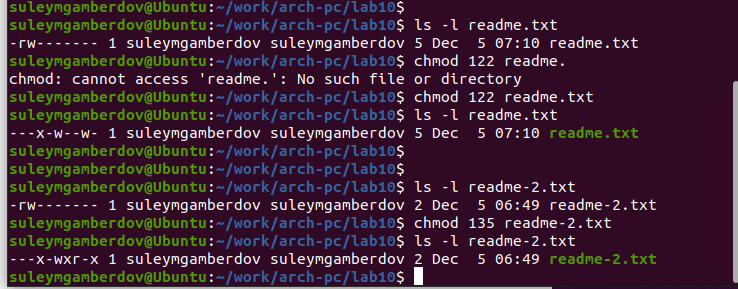 suleymgamberdov@Ubuntu:~/work/arch-pc/lab10$
suleymgamberdov@Ubuntu:~/work/arch-pc/lab10$ ls -l readme.txt
-rw------- 1 suleymgamberdov suleymgamberdov 5 Dec  5 07:10 readme.txt
suleymgamberdov@Ubuntu:~/work/arch-pc/lab10$ chmod 122 readme.
chmod: cannot access 'readme.': No such file or directory
suleymgamberdov@Ubuntu:~/work/arch-pc/lab10$ chmod 122 readme.txt
suleymgamberdov@Ubuntu:~/work/arch-pc/lab10$ ls -l readme.txt
---x-w--w- 1 suleymgamberdov suleymgamberdov 5 Dec  5 07:10 readme.txt
suleymgamberdov@Ubuntu:~/work/arch-pc/lab10$
suleymgamberdov@Ubuntu:~/work/arch-pc/lab10$
suleymgamberdov@Ubuntu:~/work/arch-pc/lab10$ ls -l readme-2.txt
-rw------- 1 suleymgamberdov suleymgamberdov 2 Dec  5 06:49 readme-2.txt
suleymgamberdov@Ubuntu:~/work/arch-pc/lab10$ chmod 135 readme-2.txt
suleymgamberdov@Ubuntu:~/work/arch-pc/lab10$ ls -l readme-2.txt
---x-wxr-x 1 suleymgamberdov suleymgamberdov 2 Dec  5 06:49 readme-2.txt
suleymgamberdov@Ubuntu:~/work/arch-pc/lab10$